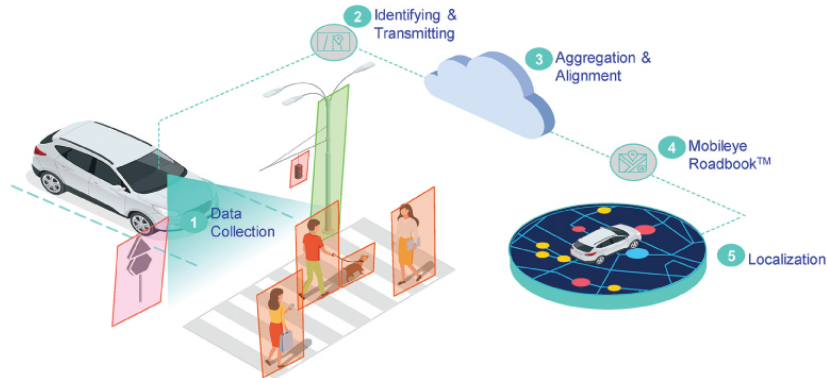 1
Data
Collection
2
Identifying &
Transmitting
3
Aggregation &
Alignment
4
Mobileye
Roadbook™
5
Localization